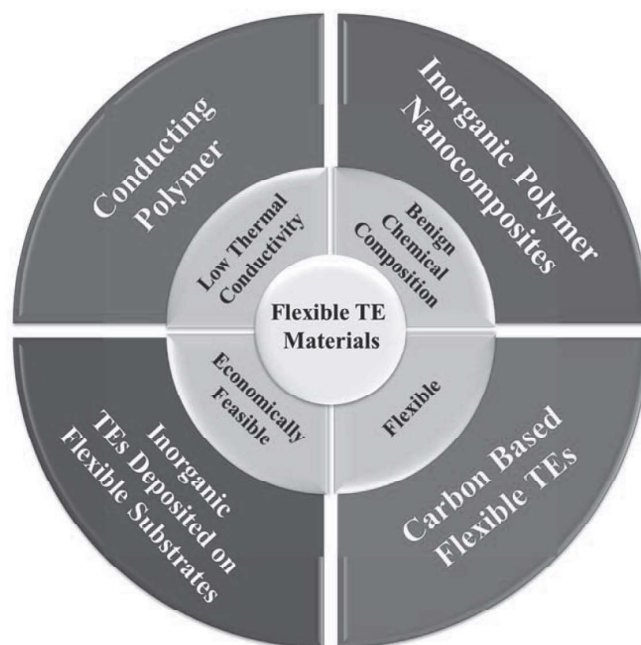 Conducting
Polymer
Inorganic Polymer
Nanocomposites
Low Thermal
Conductivity
Benign
Chemical
Composition
Flexible TE
Materials
Economically
Feasible
Flexible
Inorganic
TEs Deposited on
Flexible Substrates
Carbon Based
Flexible TEs